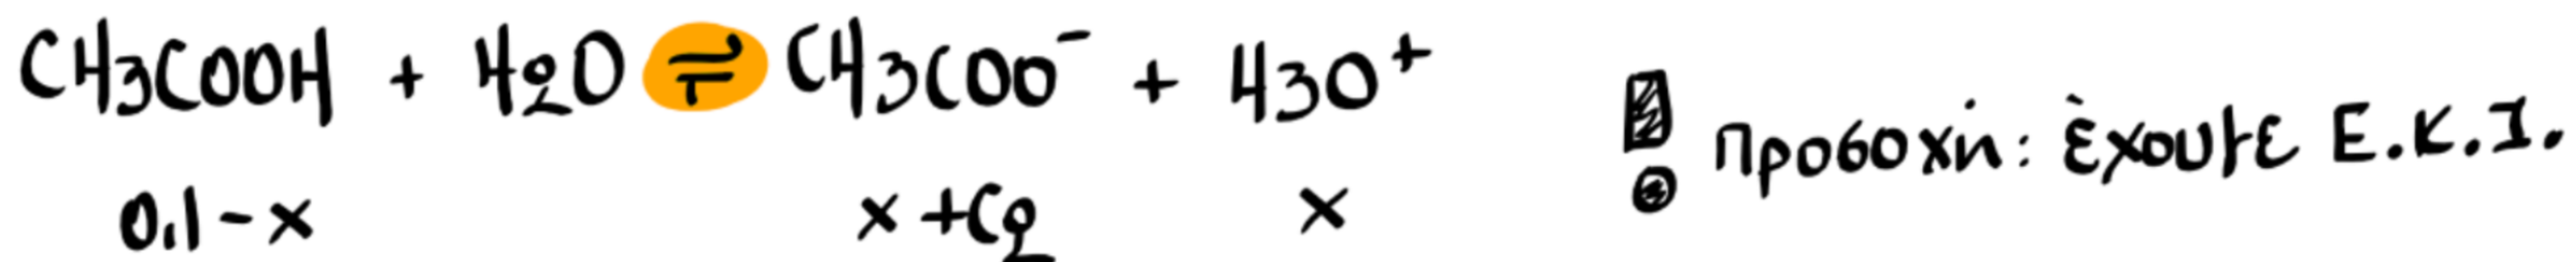 CH3COOH + H2O ⇌ CH3COO⁻ + H3O⁺
! Προσοχή: έχουμε Ε.Κ.Ι.
0,1-x x+C2 x